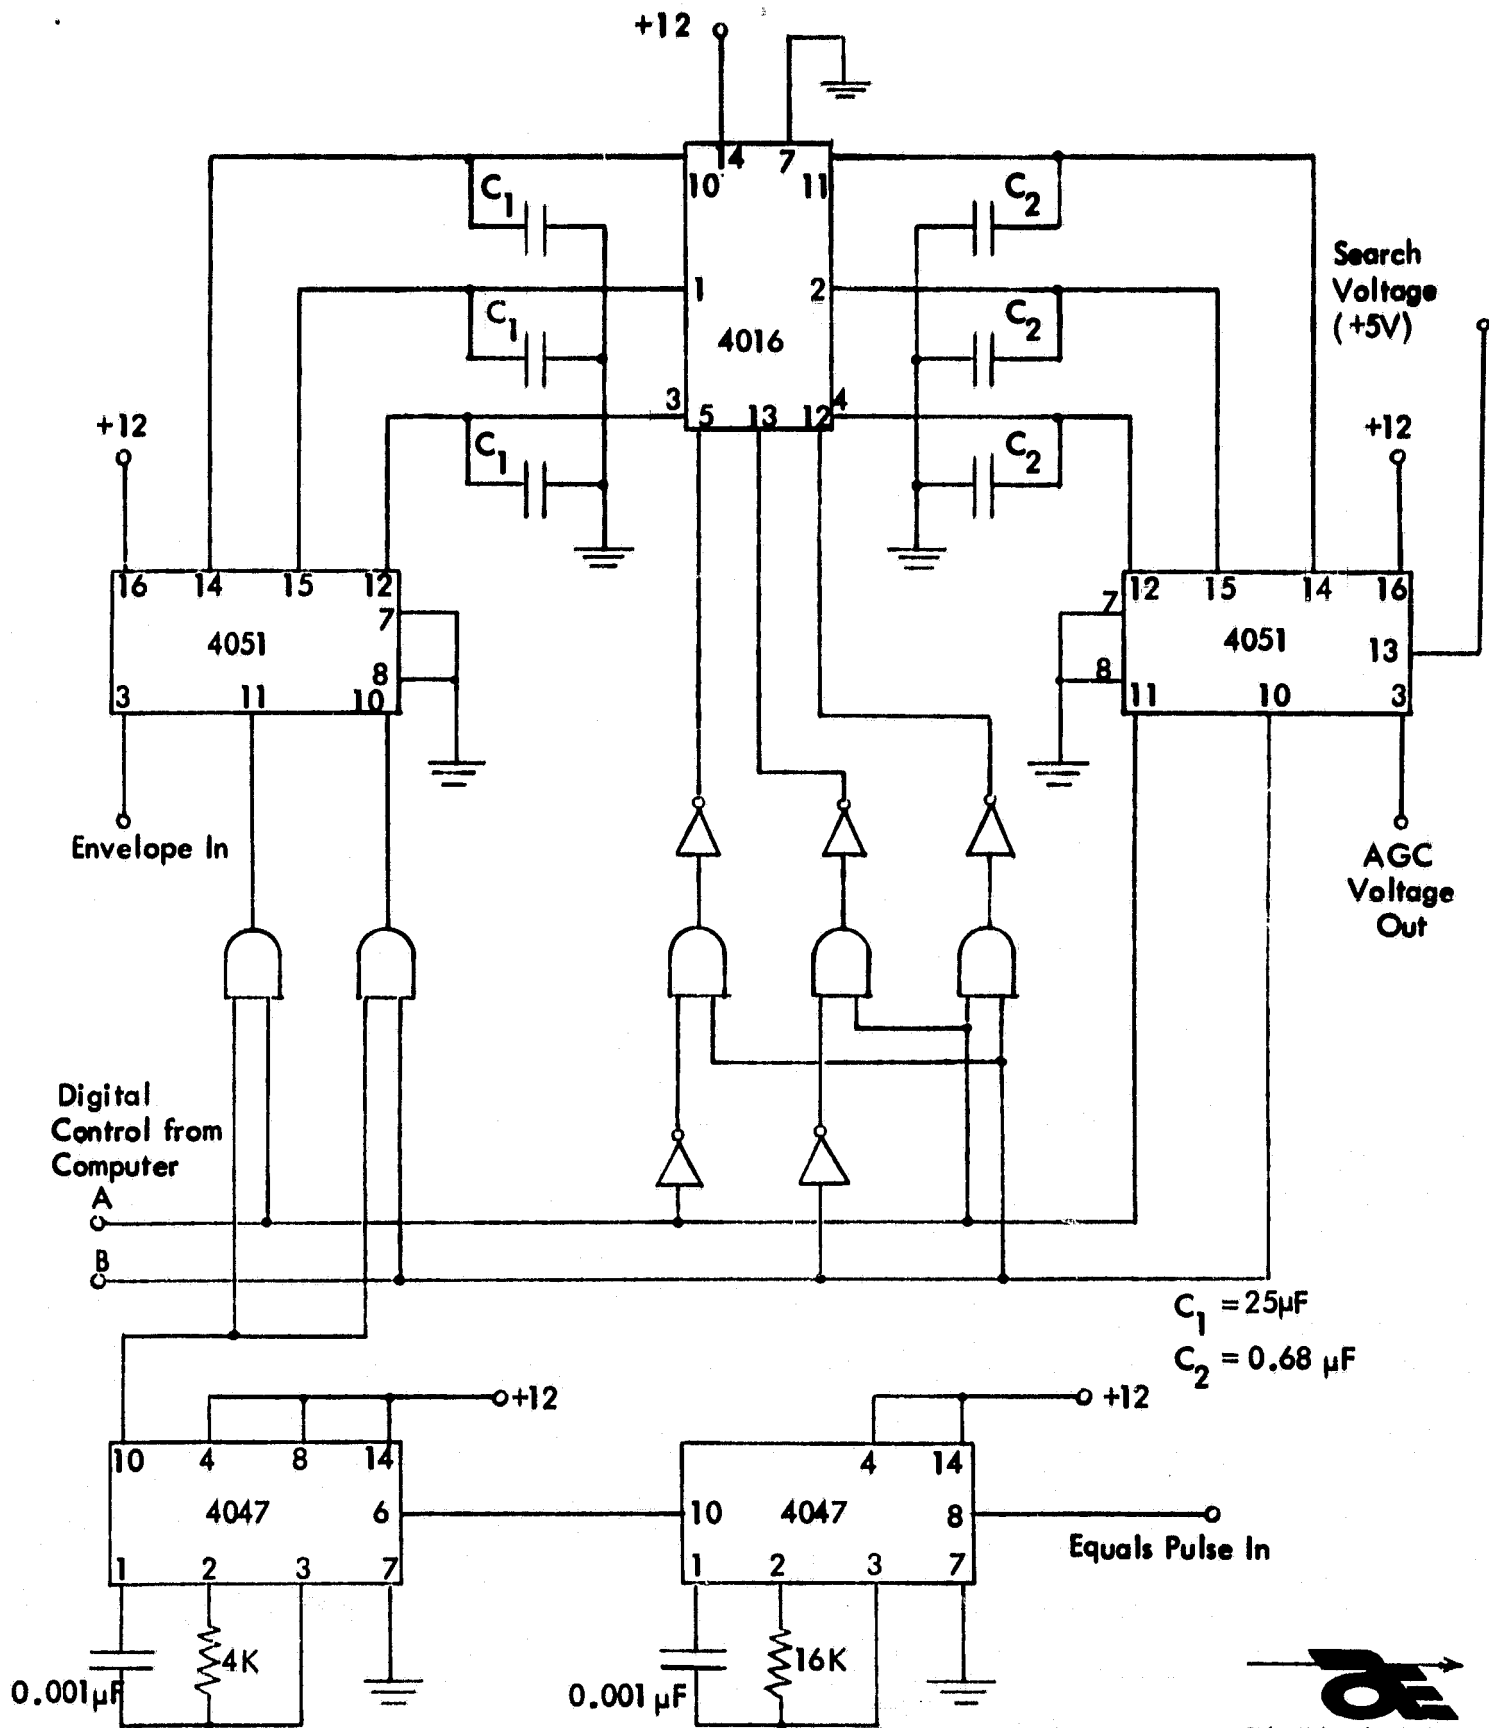 +12
14 7
10 11
C1 C2
1 2
C1 C2
4016
3 4
5 13 12
C1 C2
Search
Voltage
(+5V)
+12
+12
16 14 15 12
7
4051
8
3 11 10
12 15 14 16
7
4051
13
8
11 10 3
Envelope In
AGC
Voltage
Out
Digital
Control from
Computer
A
B
C1 = 25μF
C2 = 0.68 μF
+12
+12
10 4 8 14
4047 6
1 2 3 7
4 14
10 4047 8
1 2 3 7
Equals Pulse In
4K
0.001μF
16K
0.001μF